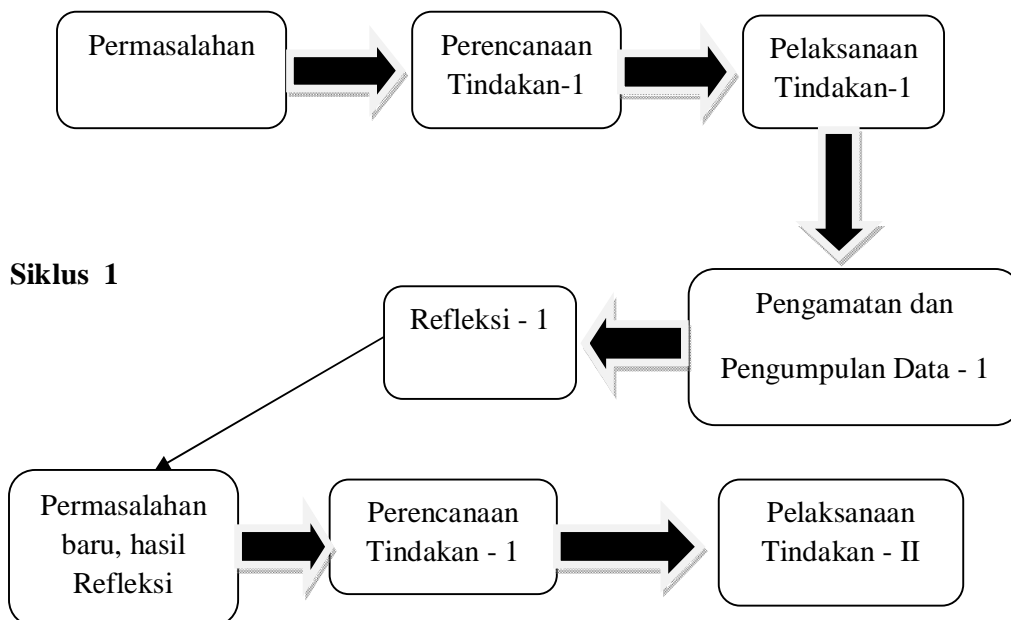 Permasalahan
Perencanaan
Tindakan-1
Pelaksanaan
Tindakan-1
Siklus 1
Pengamatan dan
Pengumpulan Data - 1
Refleksi - 1
Permasalahan
baru, hasil
Refleksi
Perencanaan
Tindakan - 1
Pelaksanaan
Tindakan - II